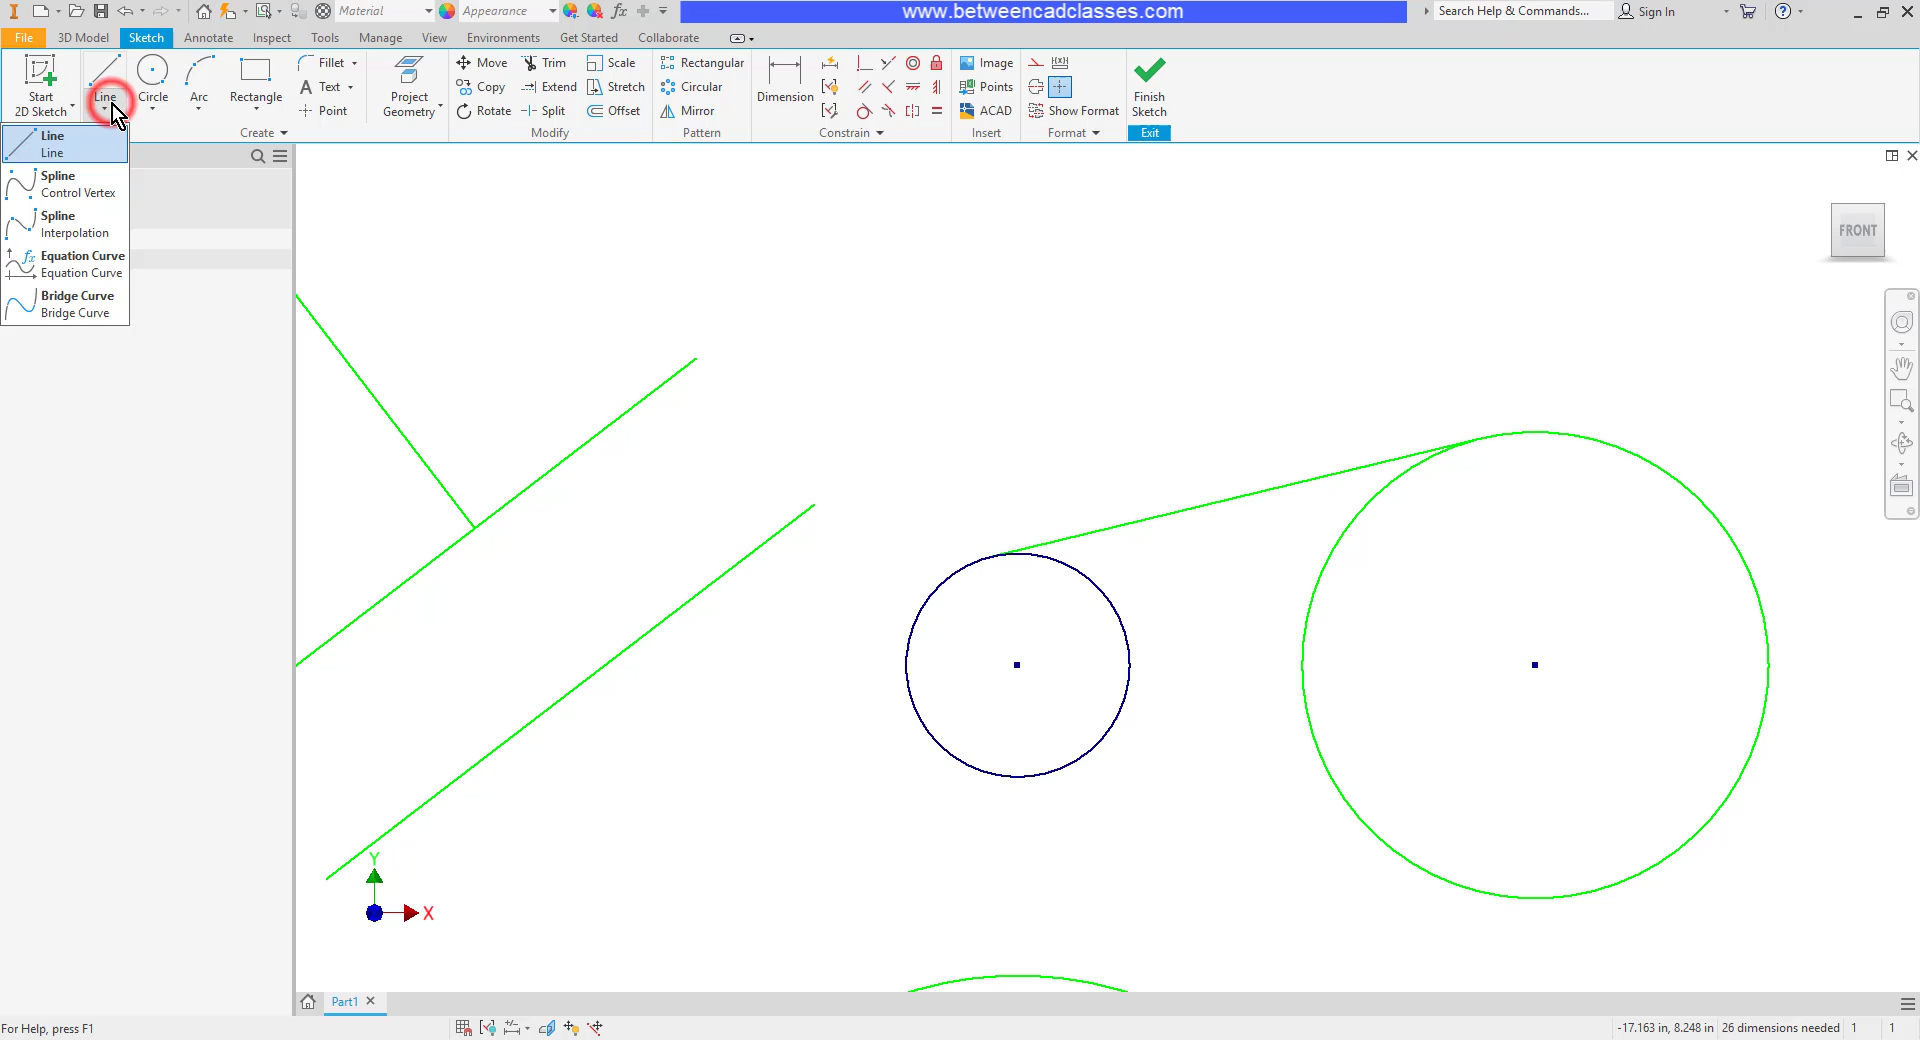 Material
Appearance
fx
www.betweencadclasses.com
Search Help & Commands...
Sign In
File
3D Model
Sketch
Annotate
Inspect
Tools
Manage
View
Environments
Get Started
Collaborate
Start
2D Sketch
Line
Circle
Arc
Rectangle
Fillet
Text
Point
Project
Geometry
Move
Copy
Rotate
Trim
Extend
Split
Scale
Stretch
Offset
Rectangular
Circular
Mirror
Dimension
Image
Points
ACAD
Show Format
Finish
Sketch
Create
Modify
Pattern
Constrain
Insert
Format
Exit
Line
Line
Spline
Control Vertex
Spline
Interpolation
Equation Curve
Equation Curve
Bridge Curve
Bridge Curve
FRONT
Y
X
Part1
For Help, press F1
-17.163 in, 8.248 in
26 dimensions needed
1
1